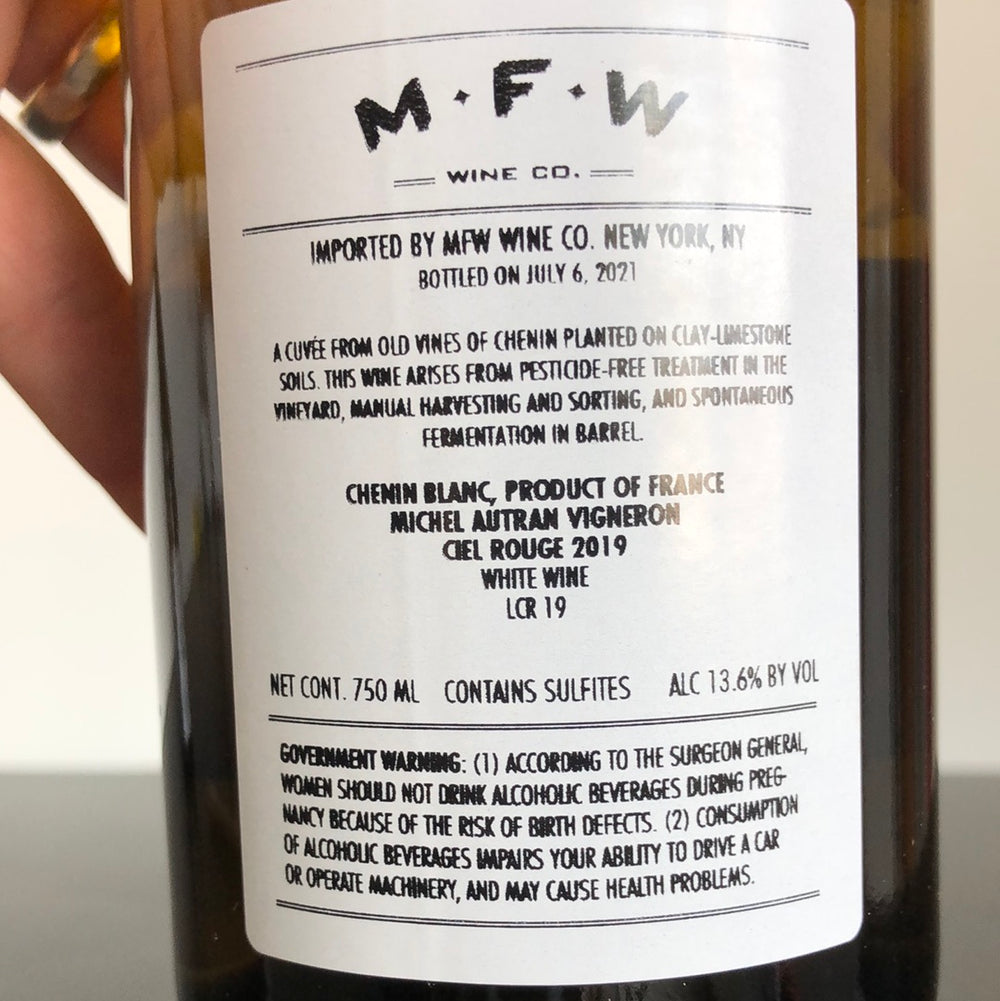 M · F · W
WINE CO.
IMPORTED BY MFW WINE CO. NEW YORK, NY
BOTTLED ON JULY 6, 2021
A CUVÉE FROM OLD VINES OF CHENIN PLANTED ON CLAY-LIMESTONE
SOILS. THIS WINE ARISES FROM PESTICIDE-FREE TREATMENT IN THE
VINEYARD, MANUAL HARVESTING AND SORTING, AND SPONTANEOUS
FERMENTATION IN BARREL.
CHENIN BLANC, PRODUCT OF FRANCE
MICHEL AUTRAN VIGNERON
CIEL ROUGE 2019
WHITE WINE
LCR 19
NET CONT. 750 ML CONTAINS SULFITES ALC 13.6% BY VOL
GOVERNMENT WARNING: (1) ACCORDING TO THE SURGEON GENERAL,
WOMEN SHOULD NOT DRINK ALCOHOLIC BEVERAGES DURING PREG-
NANCY BECAUSE OF THE RISK OF BIRTH DEFECTS. (2) CONSUMPTION
OF ALCOHOLIC BEVERAGES IMPAIRS YOUR ABILITY TO DRIVE A CAR
OR OPERATE MACHINERY, AND MAY CAUSE HEALTH PROBLEMS.